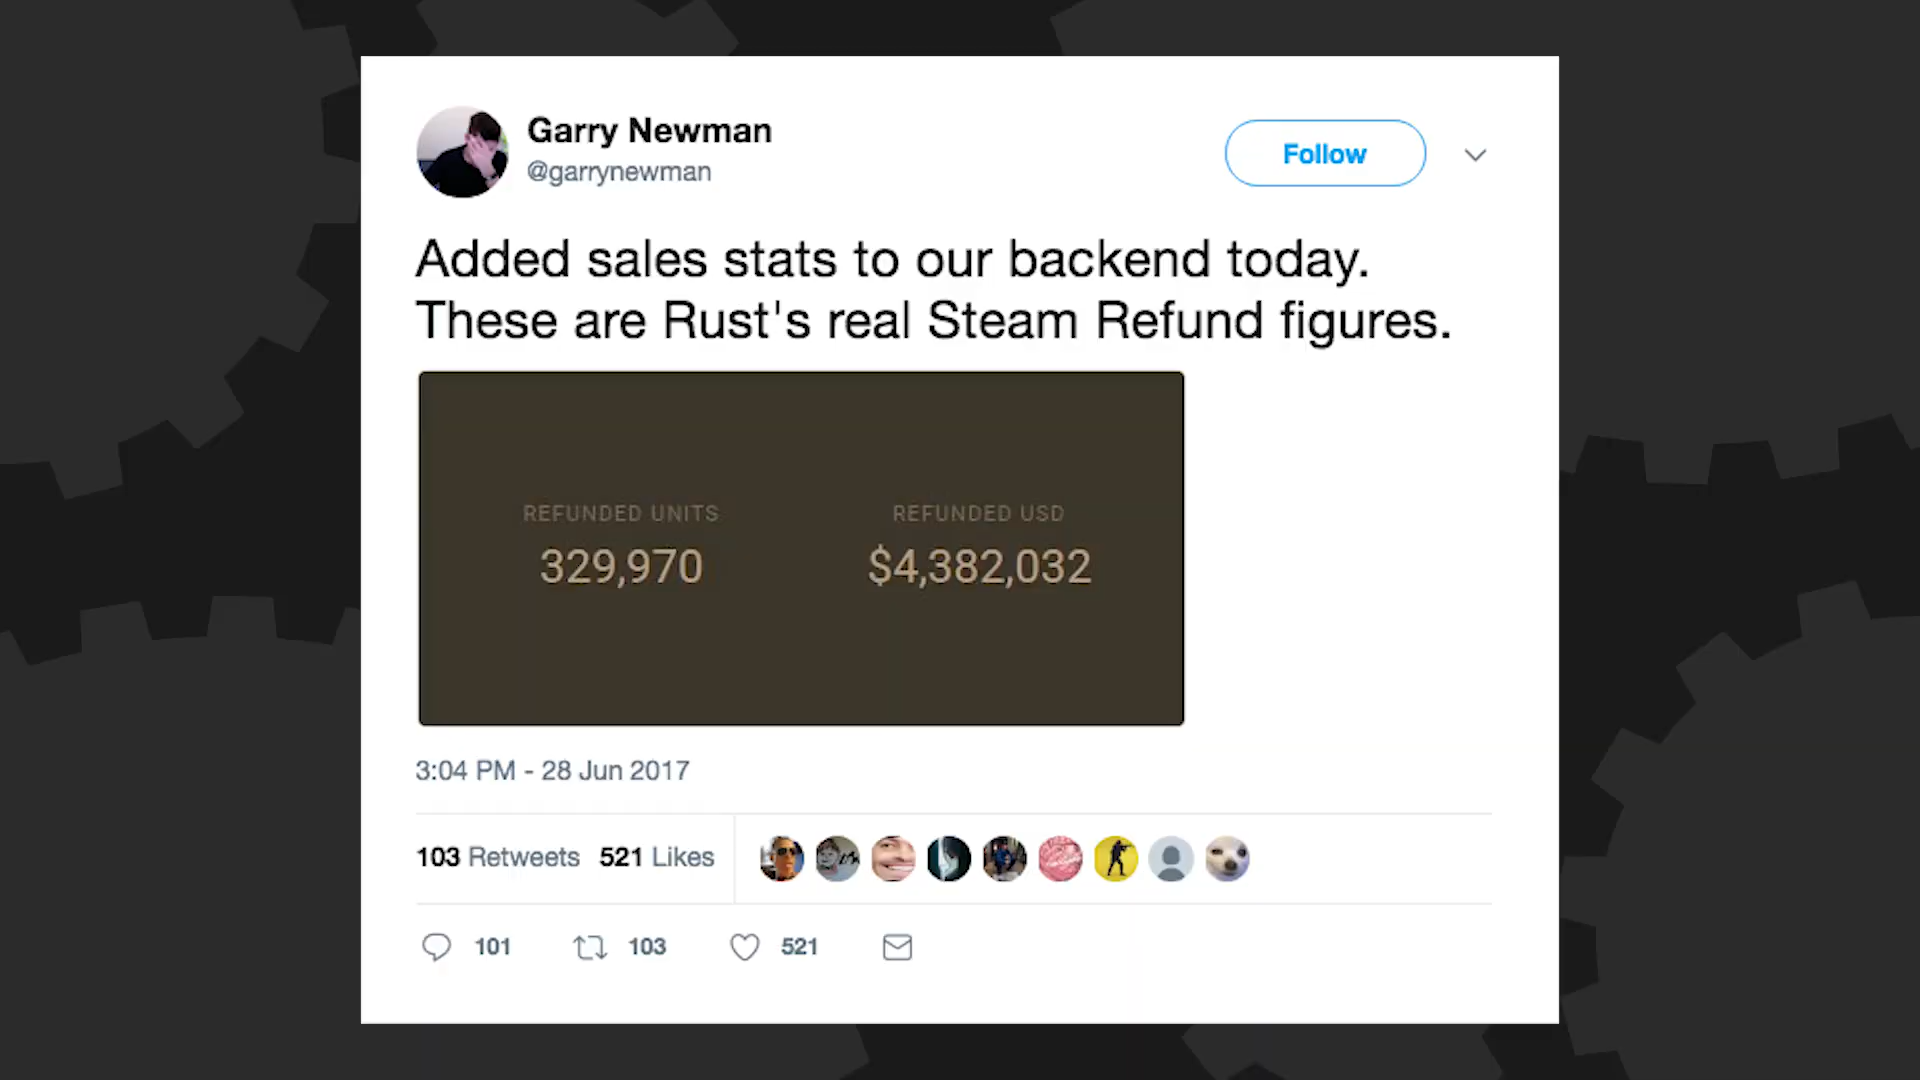 Garry Newman
@garrynewman
Follow
Added sales stats to our backend today.
These are Rust's real Steam Refund figures.
REFUNDED UNITS REFUNDED USD
329,970 $4,382,032
3:04 PM - 28 Jun 2017
103 Retweets 521 Likes
101 103 521